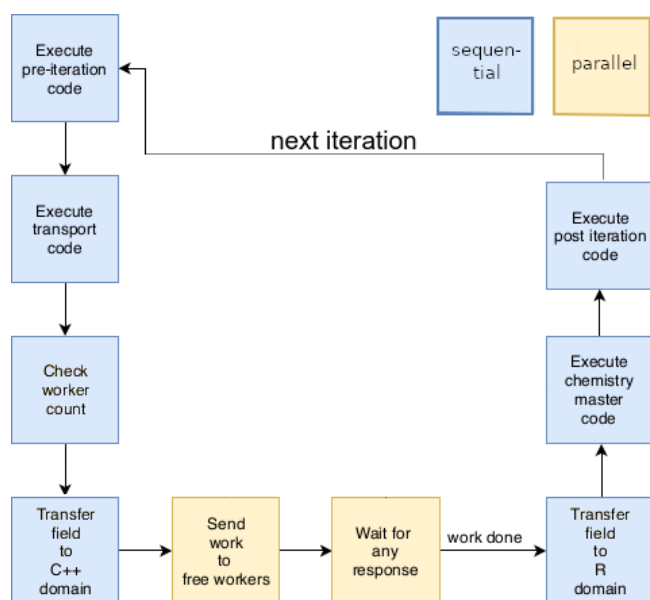 Execute
pre-iteration
code
sequen-
tial
parallel
next iteration
Execute
transport
code
Execute
post iteration
code
Check
worker
count
Execute
chemistry
master
code
Transfer
field
to
C++
domain
Send
work
to
free workers
Wait for
any
response
work done
Transfer
field
to
R
domain